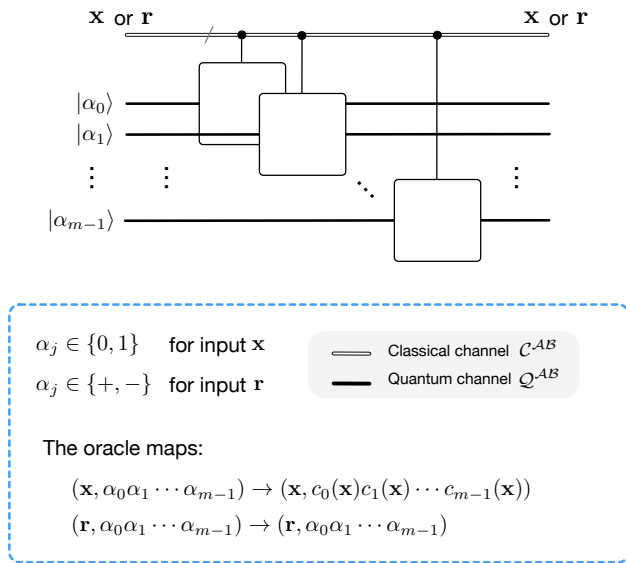 x or r x or r
|α₀⟩
|α₁⟩
⋮ ⋮ ⋮
⋱
|αₘ₋₁⟩
αⱼ ∈ {0, 1} for input x
αⱼ ∈ {+, −} for input r
Classical channel 𝒞^𝒜ℬ
Quantum channel 𝒬^𝒜ℬ
The oracle maps:
(x, α₀α₁ ⋯ αₘ₋₁) → (x, c₀(x)c₁(x) ⋯ cₘ₋₁(x))
(r, α₀α₁ ⋯ αₘ₋₁) → (r, α₀α₁ ⋯ αₘ₋₁)